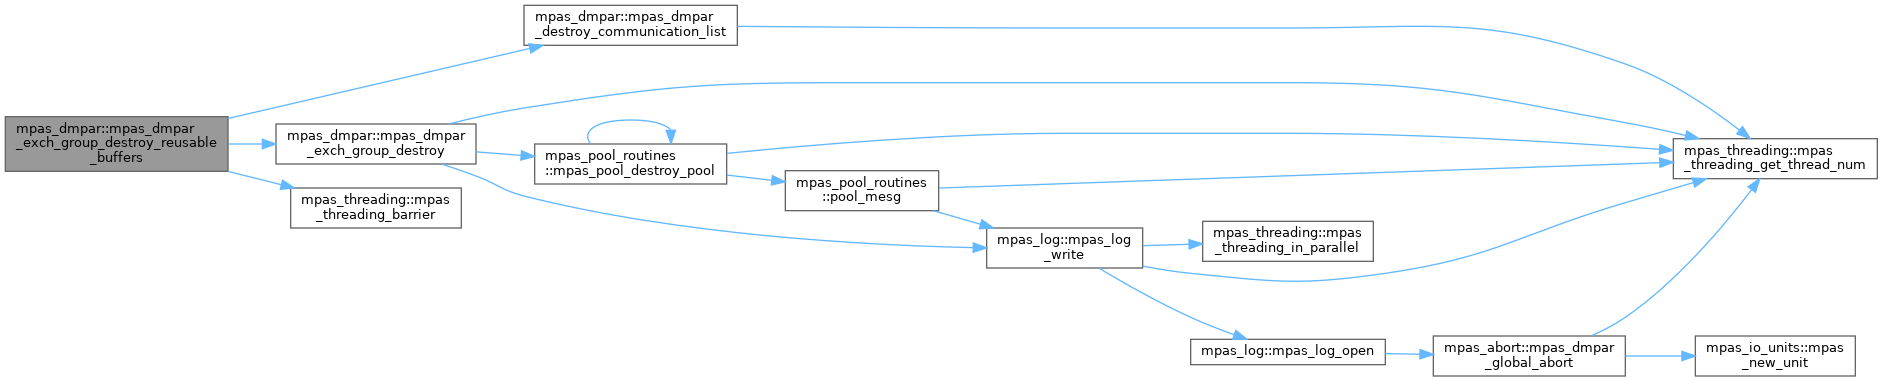 mpas_dmpar::mpas_dmpar
_exch_group_destroy_reusable
_buffers
mpas_dmpar::mpas_dmpar
_destroy_communication_list
mpas_dmpar::mpas_dmpar
_exch_group_destroy
mpas_threading::mpas
_threading_barrier
mpas_pool_routines
::mpas_pool_destroy_pool
mpas_pool_routines
::pool_mesg
mpas_log::mpas_log
_write
mpas_threading::mpas
_threading_in_parallel
mpas_log::mpas_log_open
mpas_abort::mpas_dmpar
_global_abort
mpas_threading::mpas
_threading_get_thread_num
mpas_io_units::mpas
_new_unit